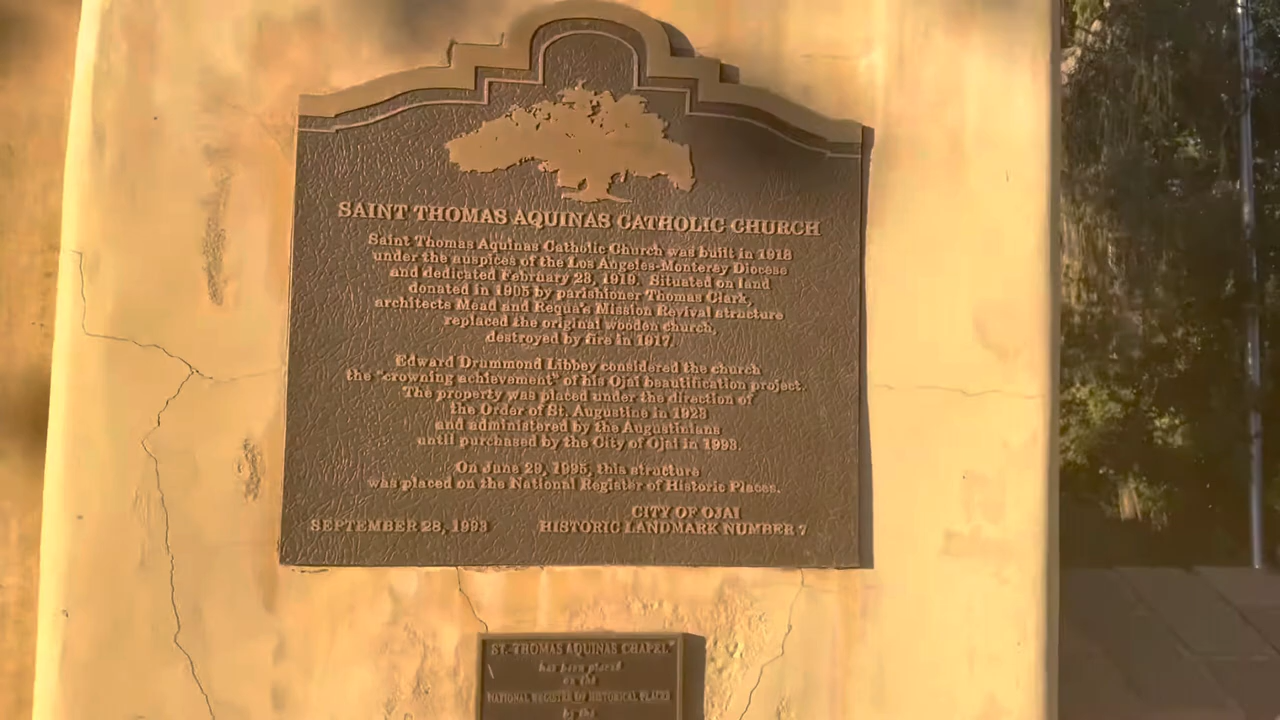 SAINT THOMAS AQUINAS CATHOLIC CHURCH
Saint Thomas Aquinas Catholic Church was built in 1918
under the auspices of the Los Angeles-Monterey Diocese
and dedicated February 23, 1919. Situated on land
donated in 1905 by parishioner Thomas Clark,
architects Mead and Requa's Mission Revival structure
replaced the original wooden church,
destroyed by fire in 1917.
Edward Drummond Libbey considered the church
the "crowning achievement" of his Ojai beautification project.
The property was placed under the direction of
the Order of St. Augustine in 1923
and administered by the Augustinians
until purchased by the City of Ojai in 1993.
On June 29, 1995, this structure
was placed on the National Register of Historic Places.
CITY OF OJAI
SEPTEMBER 28, 1993 HISTORIC LANDMARK NUMBER 7
ST. THOMAS AQUINAS CHAPEL
has been placed
on the
NATIONAL REGISTER OF HISTORICAL PLACES
by the